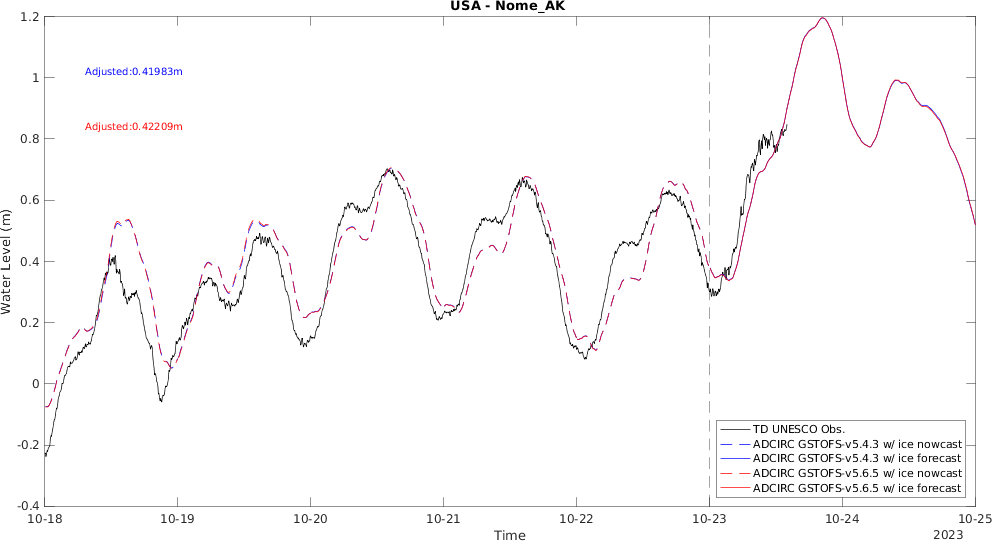 USA - Nome_AK
1.2
1
0.8
0.6
0.4
0.2
0
-0.2
-0.4
Water Level (m)
Adjusted:0.41983m
Adjusted:0.42209m
TD UNESCO Obs.
ADCIRC GSTOFS-v5.4.3 w/ ice nowcast
ADCIRC GSTOFS-v5.4.3 w/ ice forecast
ADCIRC GSTOFS-v5.6.5 w/ ice nowcast
ADCIRC GSTOFS-v5.6.5 w/ ice forecast
10-18 10-19 10-20 10-21 10-22 10-23 10-24 10-25
Time
2023